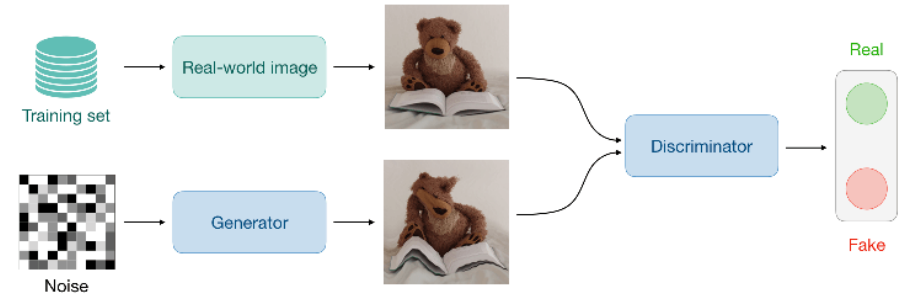 Real-world image
Training set
Real
Discriminator
Generator
Noise
Fake